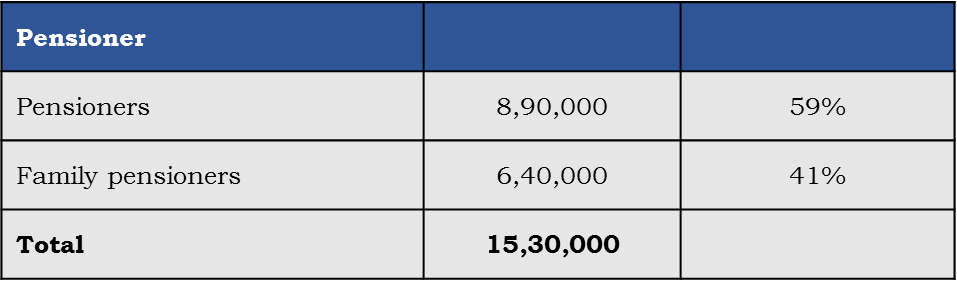 Pensioner
Pensioners 8,90,000 59%
Family pensioners 6,40,000 41%
Total 15,30,000